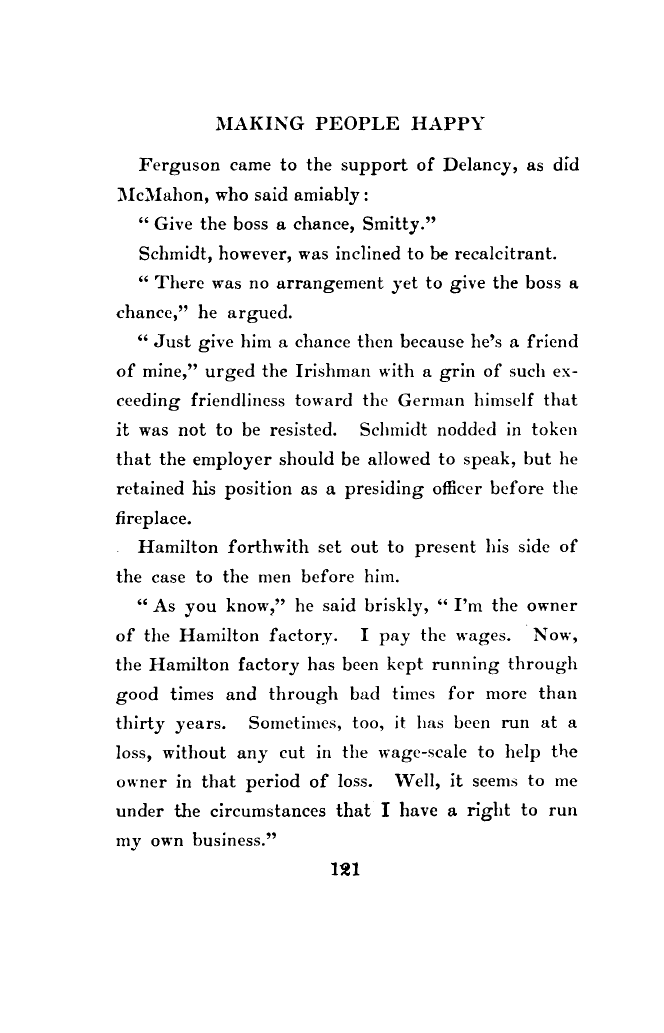 MAKING PEOPLE HAPPY
Ferguson came to the support of Delancy, as did
McMahon, who said amiably:
“Give the boss a chance, Smitty.”
Schmidt, however, was inclined to be recalcitrant.
“There was no arrangement yet to give the boss a
chance,” he argued.
“Just give him a chance then because he’s a friend
of mine,” urged the Irishman with a grin of such ex-
ceeding friendliness toward the German himself that
it was not to be resisted. Schmidt nodded in token
that the employer should be allowed to speak, but he
retained his position as a presiding officer before the
fireplace.
Hamilton forthwith set out to present his side of
the case to the men before him.
“As you know,” he said briskly, “I’m the owner
of the Hamilton factory. I pay the wages. Now,
the Hamilton factory has been kept running through
good times and through bad times for more than
thirty years. Sometimes, too, it has been run at a
loss, without any cut in the wage-scale to help the
owner in that period of loss. Well, it seems to me
under the circumstances that I have a right to run
my own business.”
121